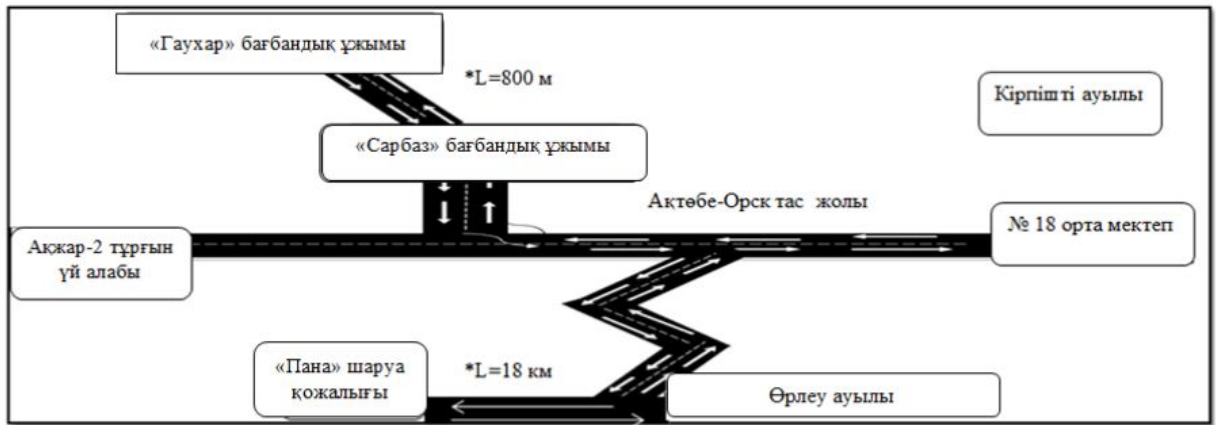 «Гаухар» бағбандық ұжымы
*L=800 м
Кірпішті ауылы
«Сарбаз» бағбандық ұжымы
Ақтөбе-Орск тас жолы
№ 18 орта мектеп
Ақжар-2 тұрғын
үй алабы
«Пана» шаруа
қожалығы
*L=18 км
Өрлеу ауылы